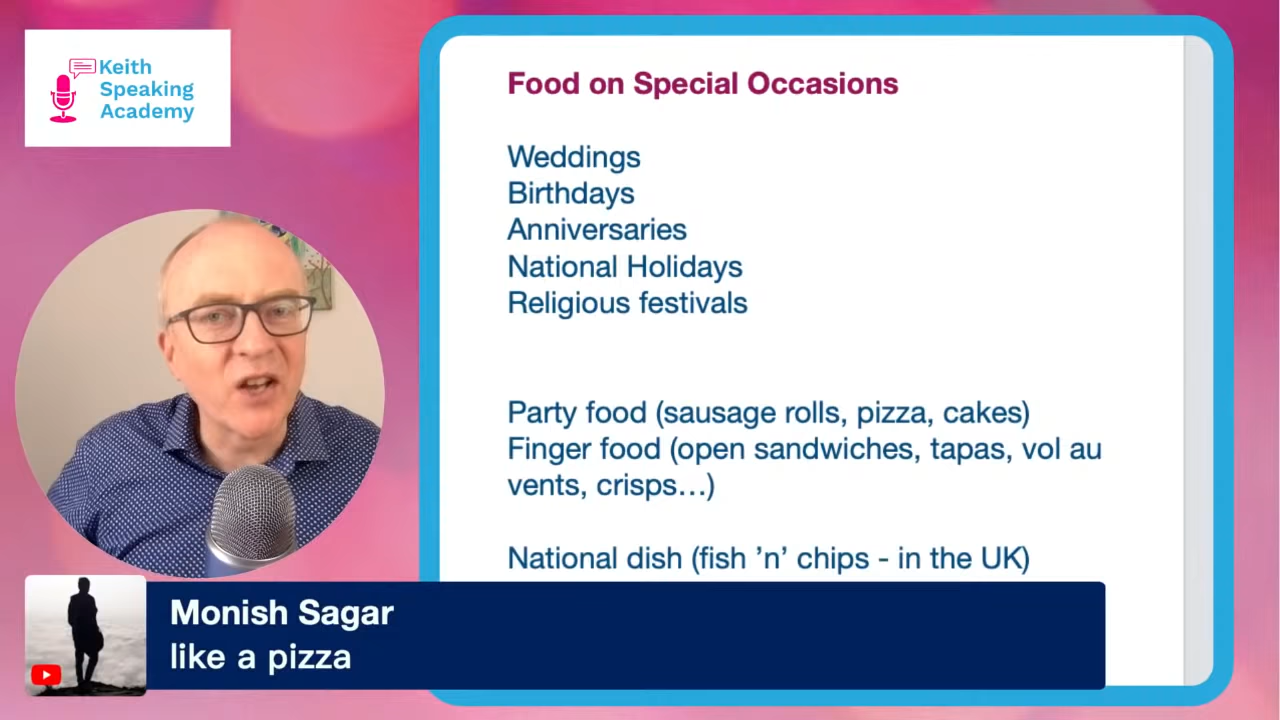 Keith
Speaking
Academy
Food on Special Occasions
Weddings
Birthdays
Anniversaries
National Holidays
Religious festivals
Party food (sausage rolls, pizza, cakes)
Finger food (open sandwiches, tapas, vol au
vents, crisps…)
National dish (fish ’n’ chips - in the UK)
Monish Sagar
like a pizza